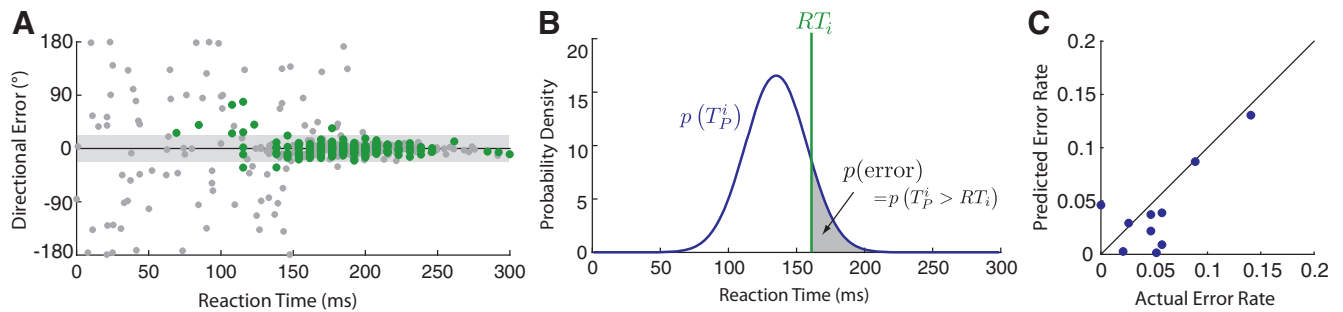 A
Directional Error (°)
180
90
0
-90
-180
0
50
100
150
200
250
300
Reaction Time (ms)
B
Probability Density
20
15
10
5
0
0
50
100
150
200
250
300
Reaction Time (ms)
RT_i
p (T_P^i)
p(error)
=p (T_P^i > RT_i)
C
Predicted Error Rate
0.2
0.15
0.1
0.05
0
0
0.05
0.1
0.15
0.2
Actual Error Rate